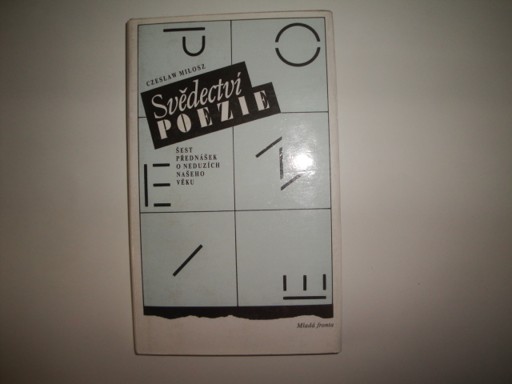 CZESLAW MILOSZ
Svědectví
POEZIE
ŠEST
PŘEDNÁŠEK
O NEDUZÍCH
NAŠEHO
VĚKU
P O
E Z
I E
Mladá fronta